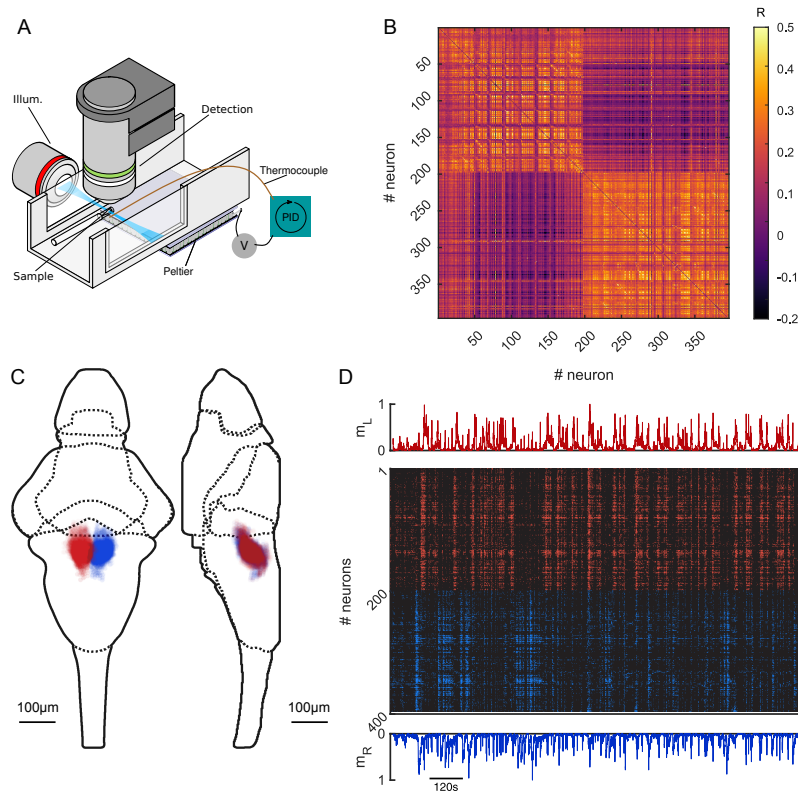 A
Illum.
Detection
Thermocouple
PID
V
Sample
Peltier
B
R
50
100
150
200
250
300
350
# neuron
50
100
150
200
250
300
350
# neuron
0.5
0.4
0.3
0.2
0.1
0
-0.1
-0.2
C
100µm
100µm
D
1
0
m_L
1
200
400
# neurons
0
1
m_R
120s